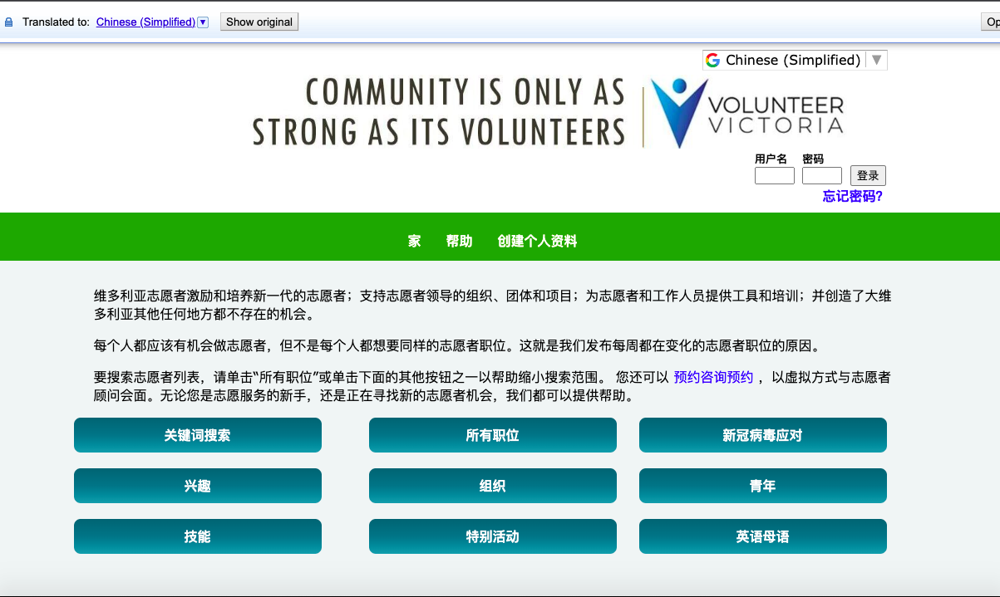 Translated to: Chinese (Simplified) Show original Op
Chinese (Simplified)
COMMUNITY IS ONLY AS
STRONG AS ITS VOLUNTEERS
VOLUNTEER
VICTORIA
用户名 密码
登录
忘记密码?
家 帮助 创建个人资料
维多利亚志愿者激励和培养新一代的志愿者；支持志愿者领导的组织、团体和项目；为志愿者和工作人员提供工具和培训；并创造了大维
多利亚其他任何地方都不存在的机会。
每个人都应该有机会做志愿者，但不是每个人都想要同样的志愿者职位。这就是我们发布每周都在变化的志愿者职位的原因。
要搜索志愿者列表，请单击“所有职位”或单击下面的其他按钮之一以帮助缩小搜索范围。 您还可以 预约咨询预约 ，以虚拟方式与志愿者
顾问会面。无论您是志愿服务的新手，还是正在寻找新的志愿者机会，我们都可以提供帮助。
关键词搜索 所有职位 新冠病毒应对
兴趣 组织 青年
技能 特别活动 英语母语